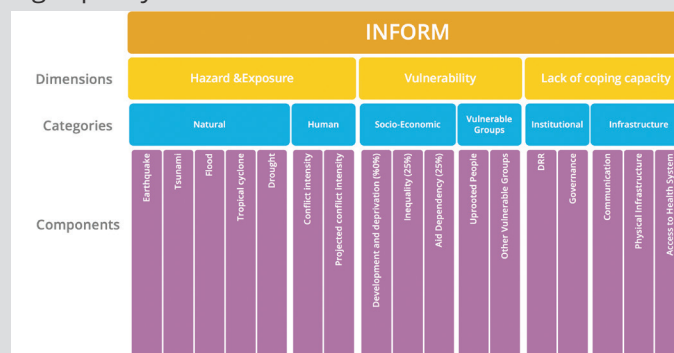 INFORM
Dimensions
Hazard &Exposure
Vulnerability
Lack of coping capacity
Categories
Natural
Human
Socio-Economic
Vulnerable
Groups
Institutional
Infrastructure
Components
Earthquake
Tsunami
Flood
Tropical cyclone
Drought
Conflict intensity
Projected conflict intensity
Development and deprivation (%0%)
Inequality (25%)
Aid Dependency (25%)
Uprooted People
Other Vulnerable Groups
DRR
Governance
Communication
Physical infrastructure
Access to Health System